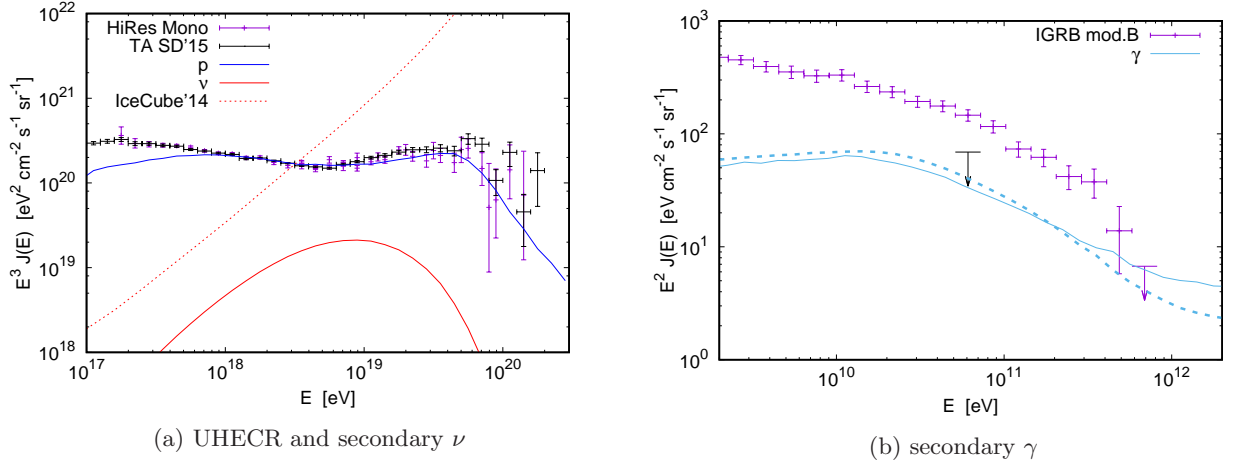 HiRes Mono
TA SD'15
p
ν
IceCube'14
10^22
10^21
10^20
10^19
10^18
E^3 J(E) [eV^2 cm^-2 s^-1 sr^-1]
10^17
10^18
10^19
10^20
E [eV]
(a) UHECR and secondary ν
IGRB mod.B
γ
10^3
10^2
10^1
10^0
E^2 J(E) [eV cm^-2 s^-1 sr^-1]
10^10
10^11
10^12
E [eV]
(b) secondary γ